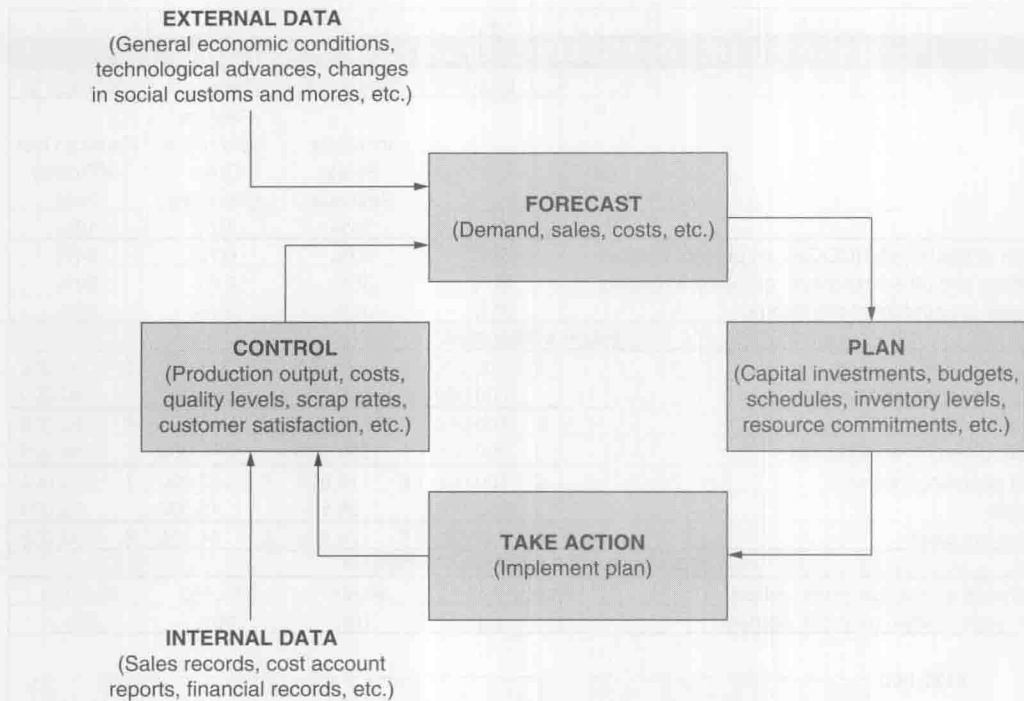 EXTERNAL DATA
(General economic conditions,
technological advances, changes
in social customs and mores, etc.)
FORECAST
(Demand, sales, costs, etc.)
CONTROL
(Production output, costs,
quality levels, scrap rates,
customer satisfaction, etc.)
PLAN
(Capital investments, budgets,
schedules, inventory levels,
resource commitments, etc.)
TAKE ACTION
(Implement plan)
INTERNAL DATA
(Sales records, cost account
reports, financial records, etc.)